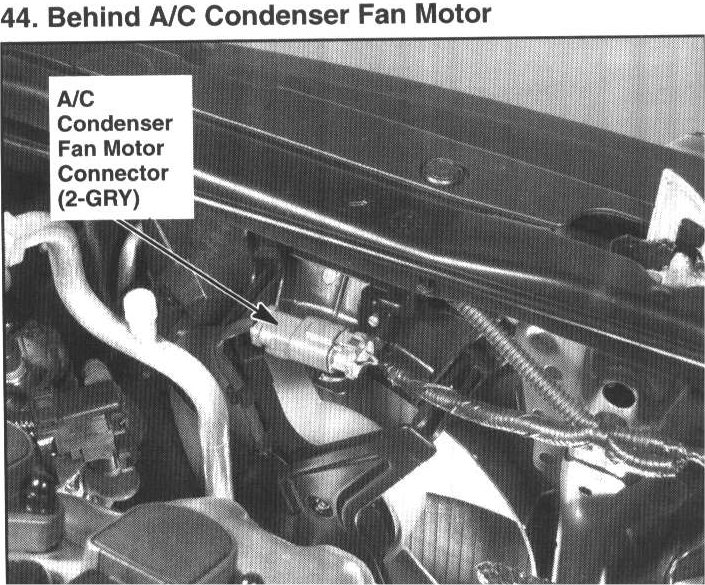 44. Behind A/C Condenser Fan Motor
A/C
Condenser
Fan Motor
Connector
(2-GRY)